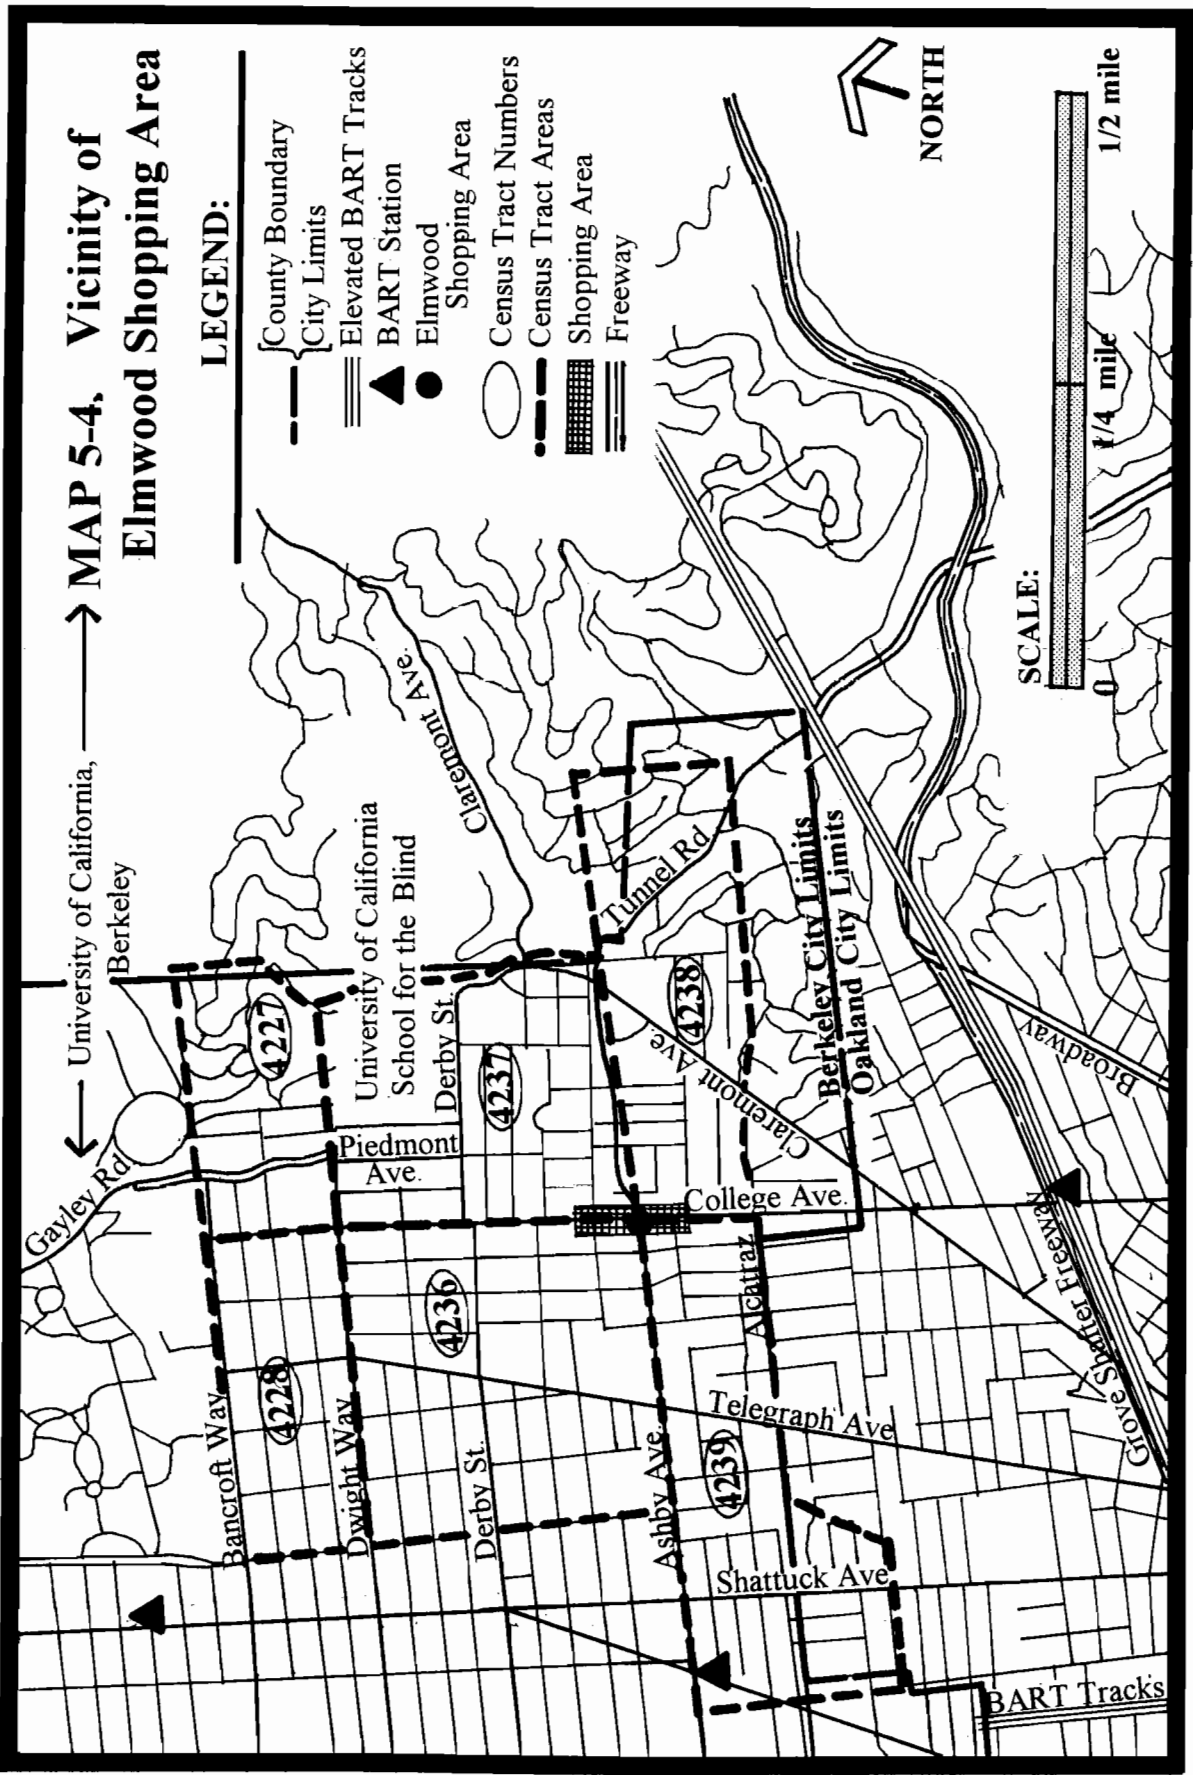 MAP 5-4. Vicinity of
Elmwood Shopping Area
LEGEND:
County Boundary
City Limits
Elevated BART Tracks
BART Station
Elmwood
Shopping Area
Census Tract Numbers
Census Tract Areas
Shopping Area
Freeway
NORTH
SCALE:
0
1/4 mile
1/2 mile
University of California,
Berkeley
University of California
School for the Blind
Gayley Rd.
Piedmont
Ave.
Derby St.
Claremont Ave.
Tunnel Rd.
Claremont Ave.
College Ave.
Berkeley City Limits
Oakland City Limits
Broadway
Grove Shafter Freeway
Alcatraz
Telegraph Ave
Bancroft Way
Dwight Way
Derby St.
Ashby Ave.
Shattuck Ave
BART Tracks
4227
4228
4236
4237
4238
4239